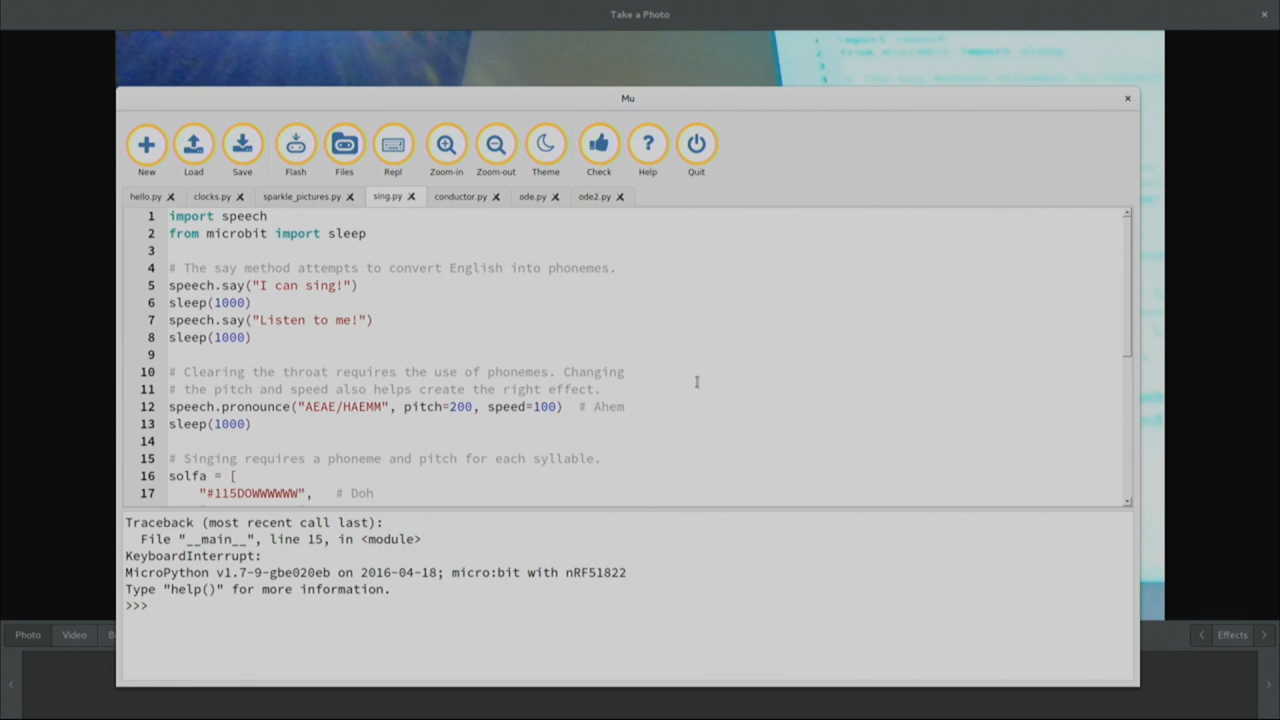 Take a Photo
Mu
New Load Save Flash Files Repl Zoom-in Zoom-out Theme Check Help Quit
hello.py clocks.py sparkle_pictures.py sing.py conductor.py ode.py ode2.py
1 import speech
2 from microbit import sleep
3
4 # The say method attempts to convert English into phonemes.
5 speech.say("I can sing!")
6 sleep(1000)
7 speech.say("Listen to me!")
8 sleep(1000)
9
10 # Clearing the throat requires the use of phonemes. Changing
11 # the pitch and speed also helps create the right effect.
12 speech.pronounce("AEAE/HAEMM", pitch=200, speed=100)  # Ahem
13 sleep(1000)
14
15 # Singing requires a phoneme and pitch for each syllable.
16 solfa = [
17     "#115DOWWWWWW",   # Doh
Traceback (most recent call last):
  File "__main__", line 15, in <module>
KeyboardInterrupt:
MicroPython v1.7-9-gbe020eb on 2016-04-18; micro:bit with nRF51822
Type "help()" for more information.
>>>
Photo Video B Effects